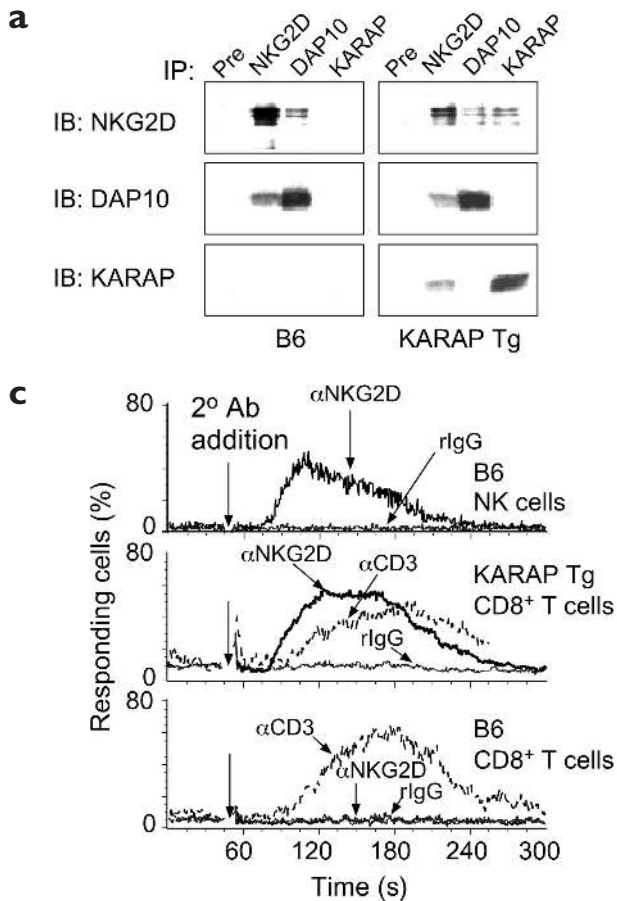 a
IP: Pre NKG2D DAP10 KARAP Pre NKG2D DAP10 KARAP
IB: NKG2D
IB: DAP10
IB: KARAP
B6 KARAP Tg
c
Responding cells (%)
80
2º Ab addition
αNKG2D
rIgG
B6
NK cells
0
80
αNKG2D
αCD3
KARAP Tg
CD8⁺ T cells
rIgG
0
80
αCD3
αNKG2D
rIgG
B6
CD8⁺ T cells
0
60 120 180 240 300
Time (s)